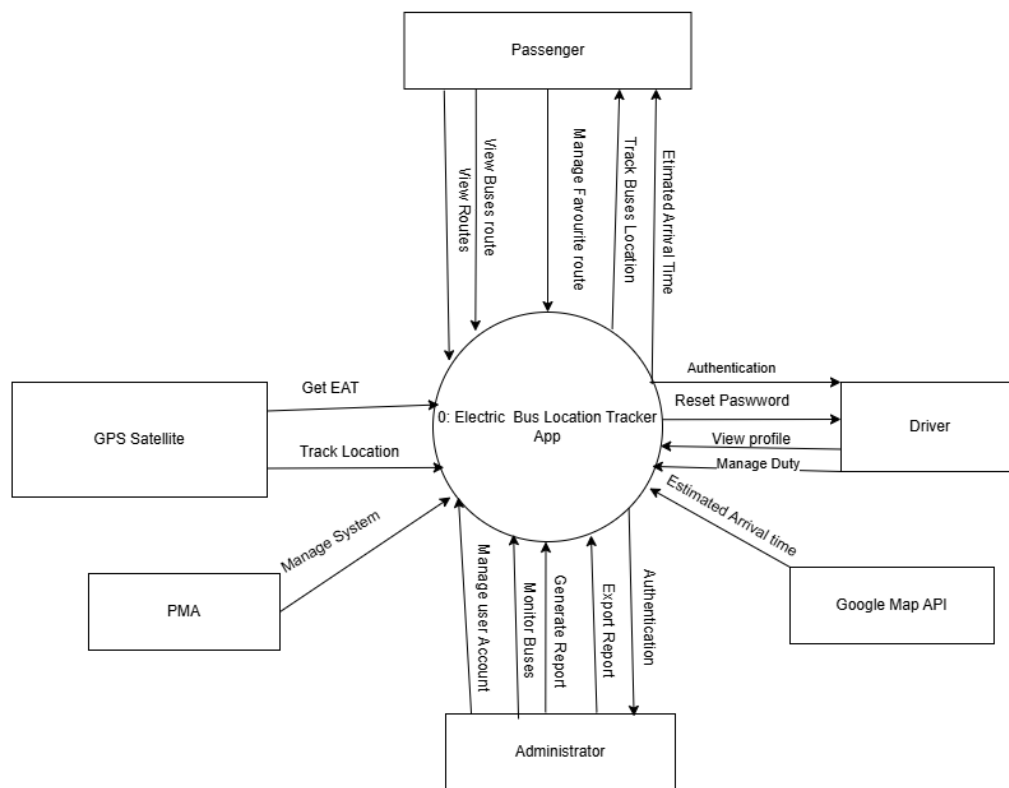 Passenger
View Routes
View Buses route
Manage Favourite route
Track Buses Location
Etimated Arrival Time
Get EAT
GPS Satellite
Track Location
0: Electric  Bus Location Tracker
App
Authentication
Reset Paswword
Driver
View profile
Manage Duty
Manage System
PMA
Estimated Arrival time
Google Map API
Manage user Account
Monitor Buses
Generate Report
Export Report
Authentication
Administrator